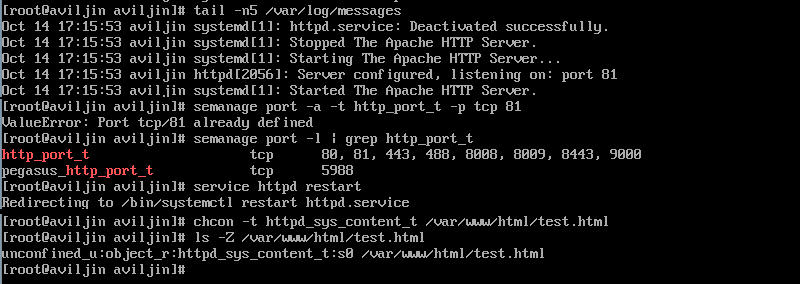 [root@aviljin aviljin]# tail -n5 /var/log/messages
Oct 14 17:15:53 aviljin systemd[1]: httpd.service: Deactivated successfully.
Oct 14 17:15:53 aviljin systemd[1]: Stopped The Apache HTTP Server.
Oct 14 17:15:53 aviljin systemd[1]: Starting The Apache HTTP Server...
Oct 14 17:15:53 aviljin httpd[2056]: Server configured, listening on: port 81
Oct 14 17:15:53 aviljin systemd[1]: Started The Apache HTTP Server.
[root@aviljin aviljin]# semanage port -a -t http_port_t -p tcp 81
ValueError: Port tcp/81 already defined
[root@aviljin aviljin]# semanage port -l | grep http_port_t
http_port_t                    tcp      80, 81, 443, 488, 8008, 8009, 8443, 9000
pegasus_http_port_t            tcp      5988
[root@aviljin aviljin]# service httpd restart
Redirecting to /bin/systemctl restart httpd.service
[root@aviljin aviljin]# chcon -t httpd_sys_content_t /var/www/html/test.html
[root@aviljin aviljin]# ls -Z /var/www/html/test.html
unconfined_u:object_r:httpd_sys_content_t:s0 /var/www/html/test.html
[root@aviljin aviljin]#